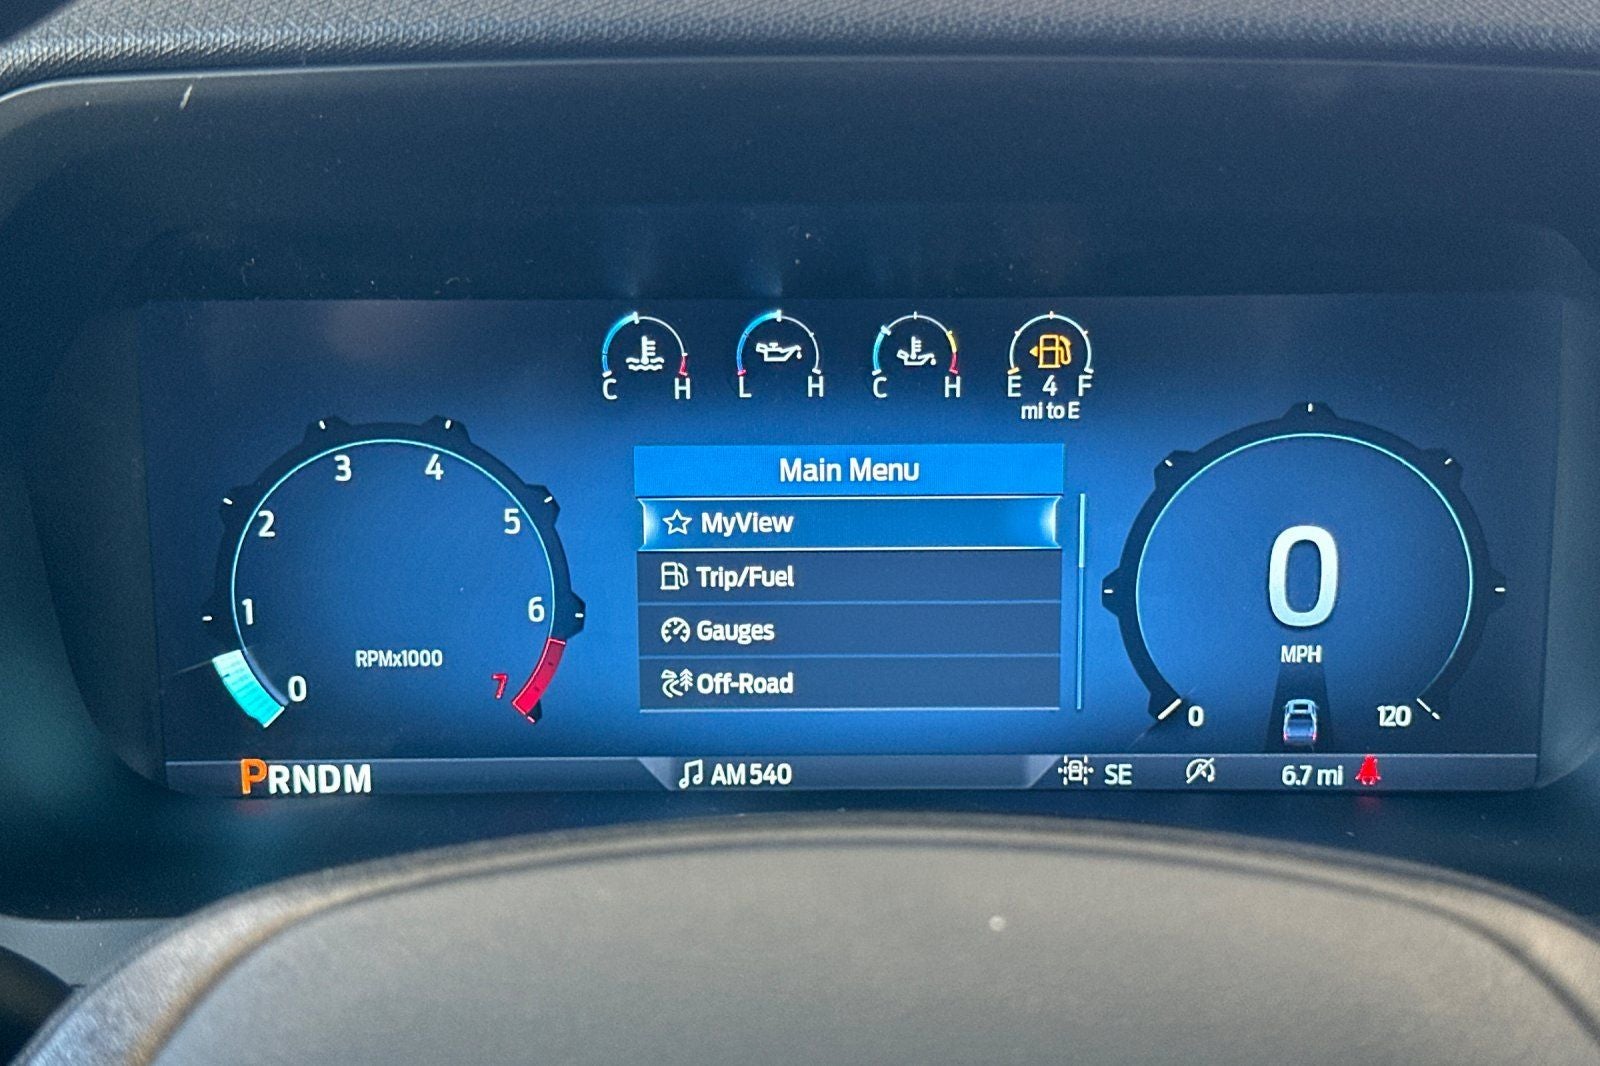 C H L H C H E 4 F
mi to E
Main Menu
MyView
Trip/Fuel
Gauges
Off-Road
0 1 2 3 4 5 6 7
RPMx1000
0
MPH
0 120
PRNDM
AM 540
SE
6.7 mi